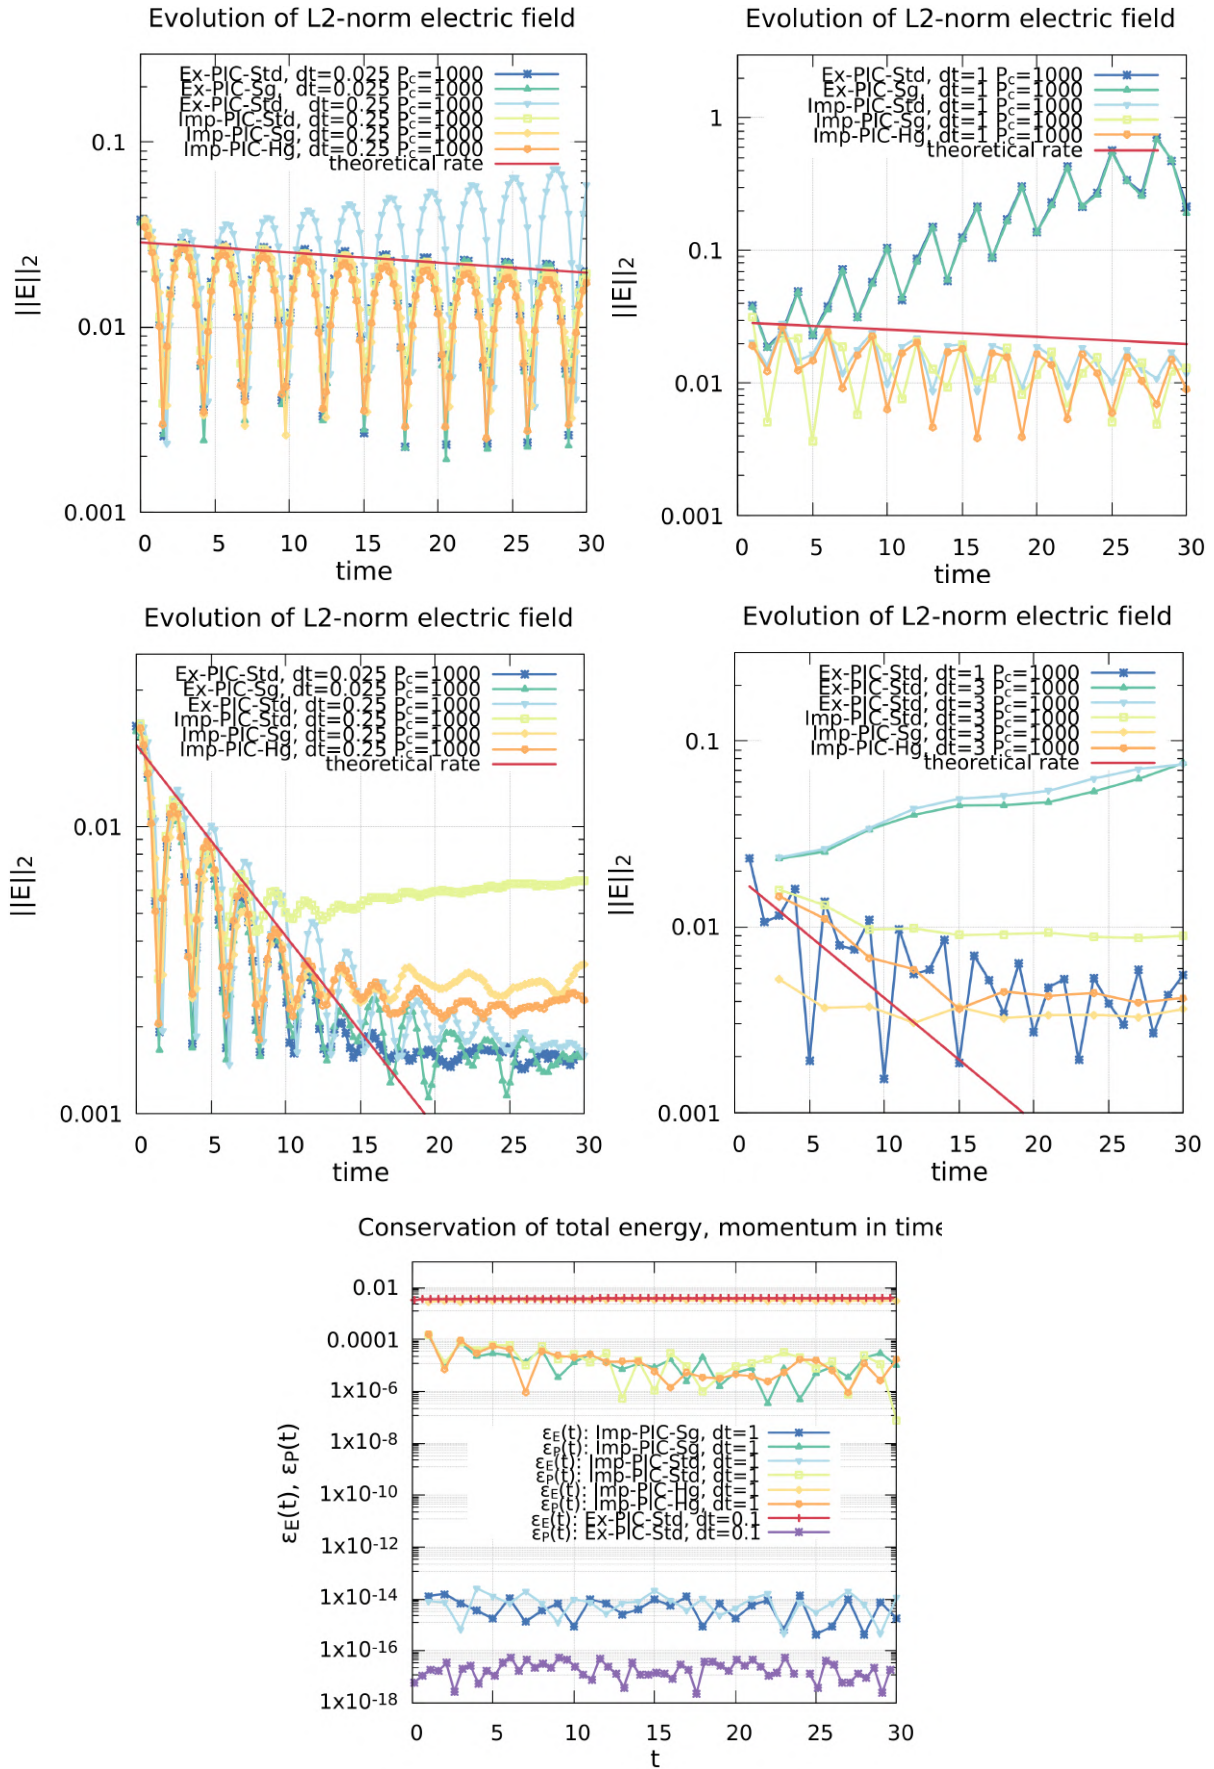 Evolution of L2-norm electric field
Ex-PIC-Std, dt=0.025 Pc=1000
Ex-PIC-Sg, dt=0.025 Pc=1000
Ex-PIC-Std, dt=0.25 Pc=1000
Imp-PIC-Std, dt=0.25 Pc=1000
Imp-PIC-Sg, dt=0.25 Pc=1000
Imp-PIC-Hg, dt=0.25 Pc=1000
theoretical rate
0.1
0.01
0.001
||E||2
0 5 10 15 20 25 30
time
Evolution of L2-norm electric field
Ex-PIC-Std, dt=1 Pc=1000
Ex-PIC-Sg, dt=1 Pc=1000
Imp-PIC-Std, dt=1 Pc=1000
Imp-PIC-Sg, dt=1 Pc=1000
Imp-PIC-Hg, dt=1 Pc=1000
theoretical rate
1
0.1
0.01
0.001
||E||2
0 5 10 15 20 25 30
time
Evolution of L2-norm electric field
Ex-PIC-Std, dt=0.025 Pc=1000
Ex-PIC-Sg, dt=0.025 Pc=1000
Ex-PIC-Std, dt=0.25 Pc=1000
Imp-PIC-Std, dt=0.25 Pc=1000
Imp-PIC-Sg, dt=0.25 Pc=1000
Imp-PIC-Hg, dt=0.25 Pc=1000
theoretical rate
0.01
0.001
||E||2
0 5 10 15 20 25 30
time
Evolution of L2-norm electric field
Ex-PIC-Std, dt=1 Pc=1000
Ex-PIC-Std, dt=3 Pc=1000
Ex-PIC-Std, dt=3 Pc=1000
Imp-PIC-Std, dt=3 Pc=1000
Imp-PIC-Sg, dt=3 Pc=1000
Imp-PIC-Hg, dt=3 Pc=1000
theoretical rate
0.1
0.01
0.001
||E||2
0 5 10 15 20 25 30
time
Conservation of total energy, momentum in time
0.01
0.0001
1x10-6
1x10-8
1x10-10
1x10-12
1x10-14
1x10-16
1x10-18
εE(t), εP(t)
εE(t): Imp-PIC-Sg, dt=1
εP(t): Imp-PIC-Sg, dt=1
εE(t): Imp-PIC-Std, dt=1
εP(t): Imp-PIC-Std, dt=1
εE(t): Imp-PIC-Hg, dt=1
εP(t): Imp-PIC-Hg, dt=1
εE(t): Ex-PIC-Std, dt=0.1
εP(t): Ex-PIC-Std, dt=0.1
0 5 10 15 20 25 30
t